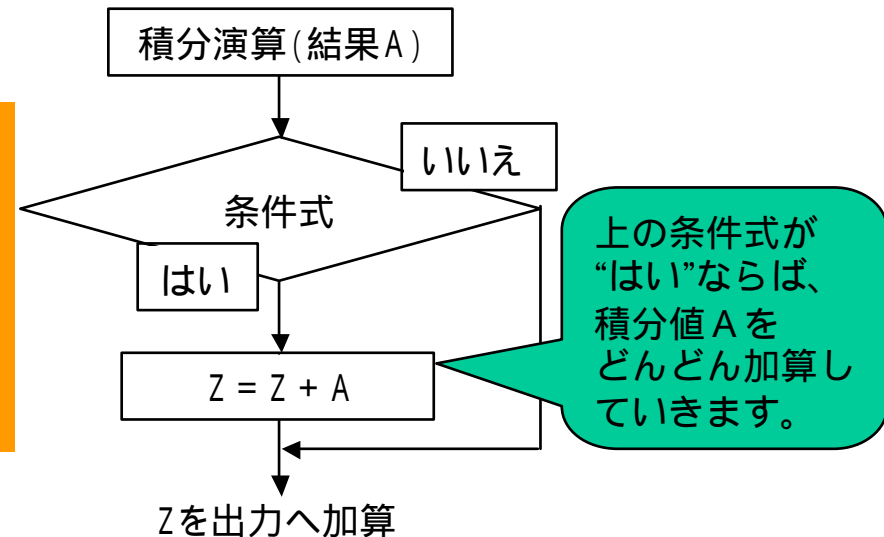 積分演算(結果A)
いいえ
条件式
はい
上の条件式が
“はい”ならば、
積分値Aを
どんどん加算し
ていきます。
Z = Z + A
Zを出力へ加算